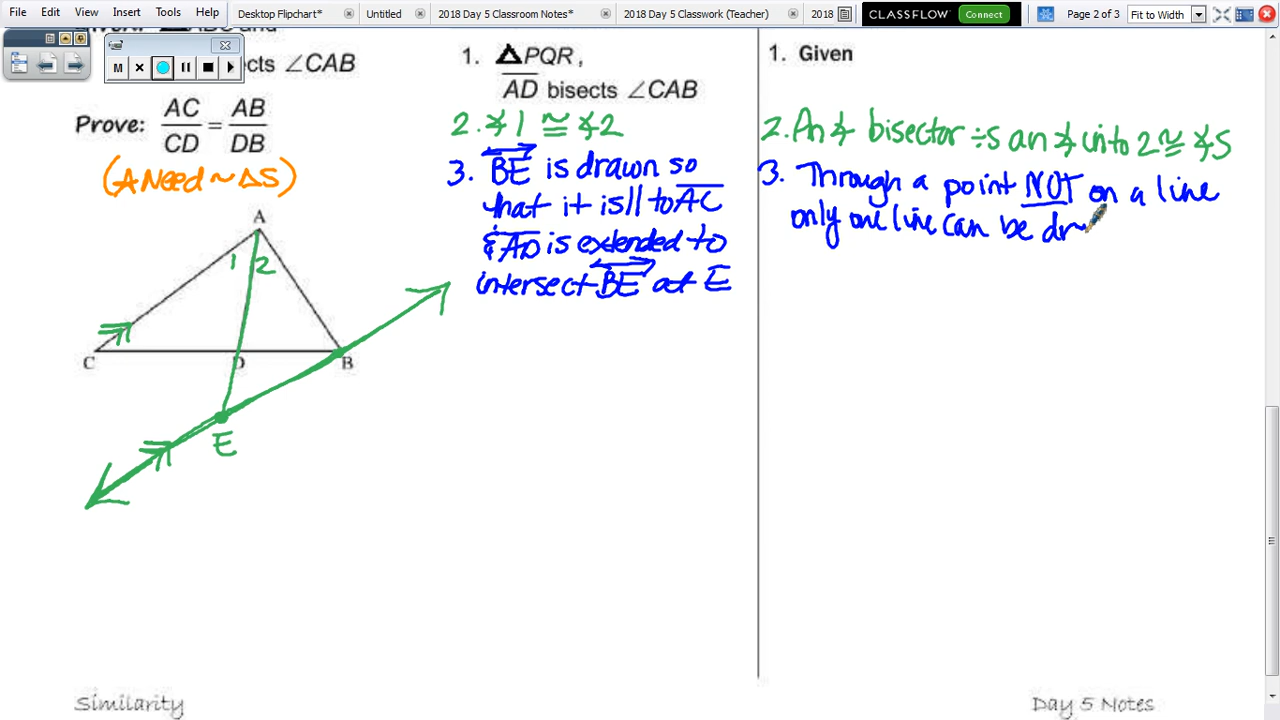 File Edit View Insert Tools Help
Desktop Flipchart*
Untitled
2018 Day 5 Classroom Notes*
2018 Day 5 Classwork (Teacher)
2018
CLASSFLOW Connect
Page 2 of 3
Fit to Width
M
ects ∠CAB
Prove: AC/CD = AB/DB
(A Need ~ ΔS)
A
1 2
C D B
E
1. △PQR,
AD bisects ∠CAB
2. ∡1 ≅ ∡2
3. BE is drawn so
that it is || to AC
& AD is extended to
intersect BE at E
1. Given
2. An ∡ bisector ÷s an ∡ into 2 ≅ ∡S
3. Through a point NOT on a line
only one line can be dr
Similarity
Day 5 Notes